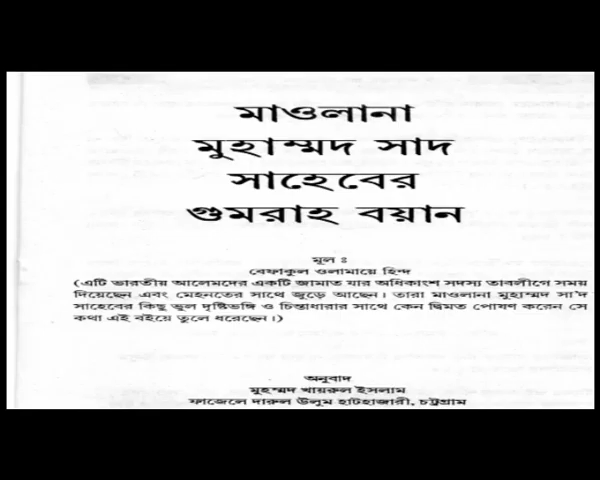 মাওলানা
মুহাম্মদ সাদ
সাহেবের
গুমরাহ বয়ান
মূল ঃ
বেফাকুল ওলামায়ে হিন্দ
(এটি ভারতীয় আলেমদের একটি জামাত যার অধিকাংশ সদস্য তাবলীগে সময়
দিয়েছেন এবং মেহনতের সাথে জুড়ে আছেন। তারা মাওলানা মুহাম্মদ সা'দ
সাহেবের কিছু ভুল দৃষ্টিভঙ্গি ও চিন্তাধারার সাথে কেন দ্বিমত পোষণ করেন সে
কথা এই বইয়ে তুলে ধরেছেন।)
অনুবাদ
মুহম্মদ খায়রুল ইসলাম
ফাজেলে দারুল উলুম হাটহাজারী, চট্টগ্রাম